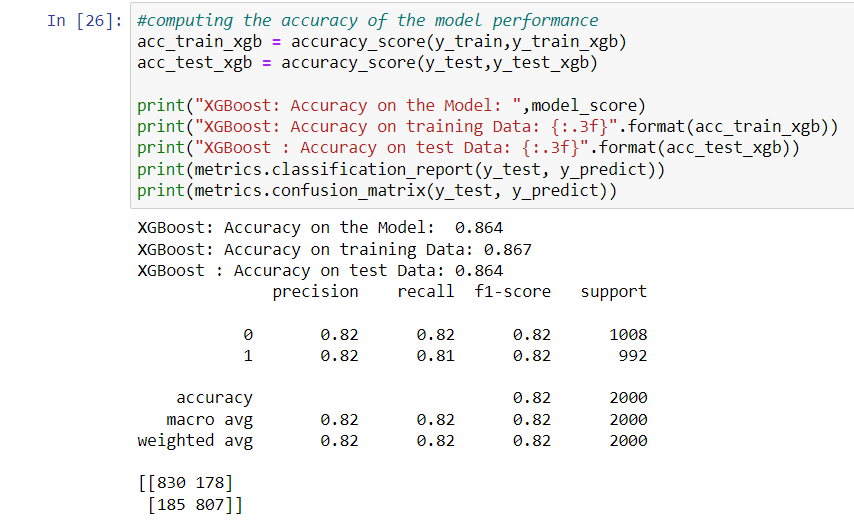 In [26]: #computing the accuracy of the model performance
acc_train_xgb = accuracy_score(y_train,y_train_xgb)
acc_test_xgb = accuracy_score(y_test,y_test_xgb)
print("XGBoost: Accuracy on the Model: ",model_score)
print("XGBoost: Accuracy on training Data: {:.3f}".format(acc_train_xgb))
print("XGBoost : Accuracy on test Data: {:.3f}".format(acc_test_xgb))
print(metrics.classification_report(y_test, y_predict))
print(metrics.confusion_matrix(y_test, y_predict))
XGBoost: Accuracy on the Model:  0.864
XGBoost: Accuracy on training Data: 0.867
XGBoost : Accuracy on test Data: 0.864
precision recall f1-score support
0 0.82 0.82 0.82 1008
1 0.82 0.81 0.82 992
accuracy 0.82 2000
macro avg 0.82 0.82 0.82 2000
weighted avg 0.82 0.82 0.82 2000
[[830 178]
[185 807]]